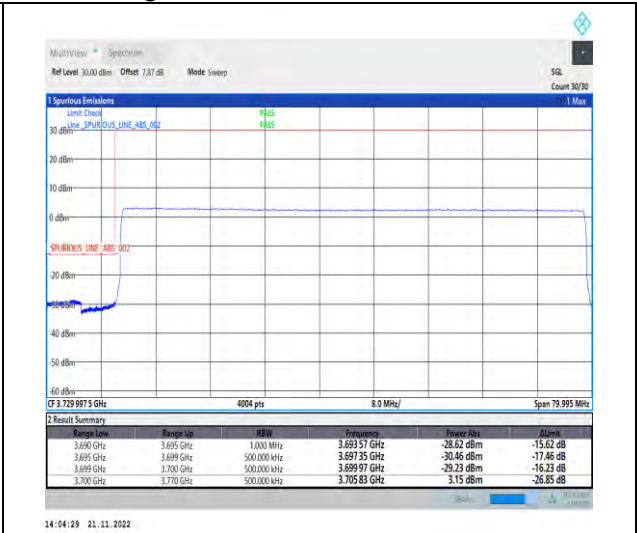 MultiView Spectrum
Ref Level 30.00 dBm Offset 7.87 dB Mode Sweep SGL
Count 30/30
1 Spurious Emissions 1 Max
Limit Check PASS
Line _SPURIOUS_LINE_ABS_002 PASS
30 dBm
20 dBm
10 dBm
0 dBm
SPURIOUS_LINE_ABS_002
-20 dBm
-30 dBm
-40 dBm
-50 dBm
-60 dBm
CF 3.729 997 5 GHz 4004 pts 8.0 MHz/ Span 79.995 MHz
2 Result Summary
Range Low Range Up RBW Frequency Power Abs ΔLimit
3.690 GHz 3.695 GHz 1.000 MHz 3.693 57 GHz -28.62 dBm -15.62 dB
3.695 GHz 3.699 GHz 500.000 kHz 3.697 35 GHz -30.46 dBm -17.46 dB
3.699 GHz 3.700 GHz 500.000 kHz 3.699 97 GHz -29.23 dBm -16.23 dB
3.700 GHz 3.770 GHz 500.000 kHz 3.705 83 GHz 3.15 dBm -26.85 dB
14:04:29 21.11.2022